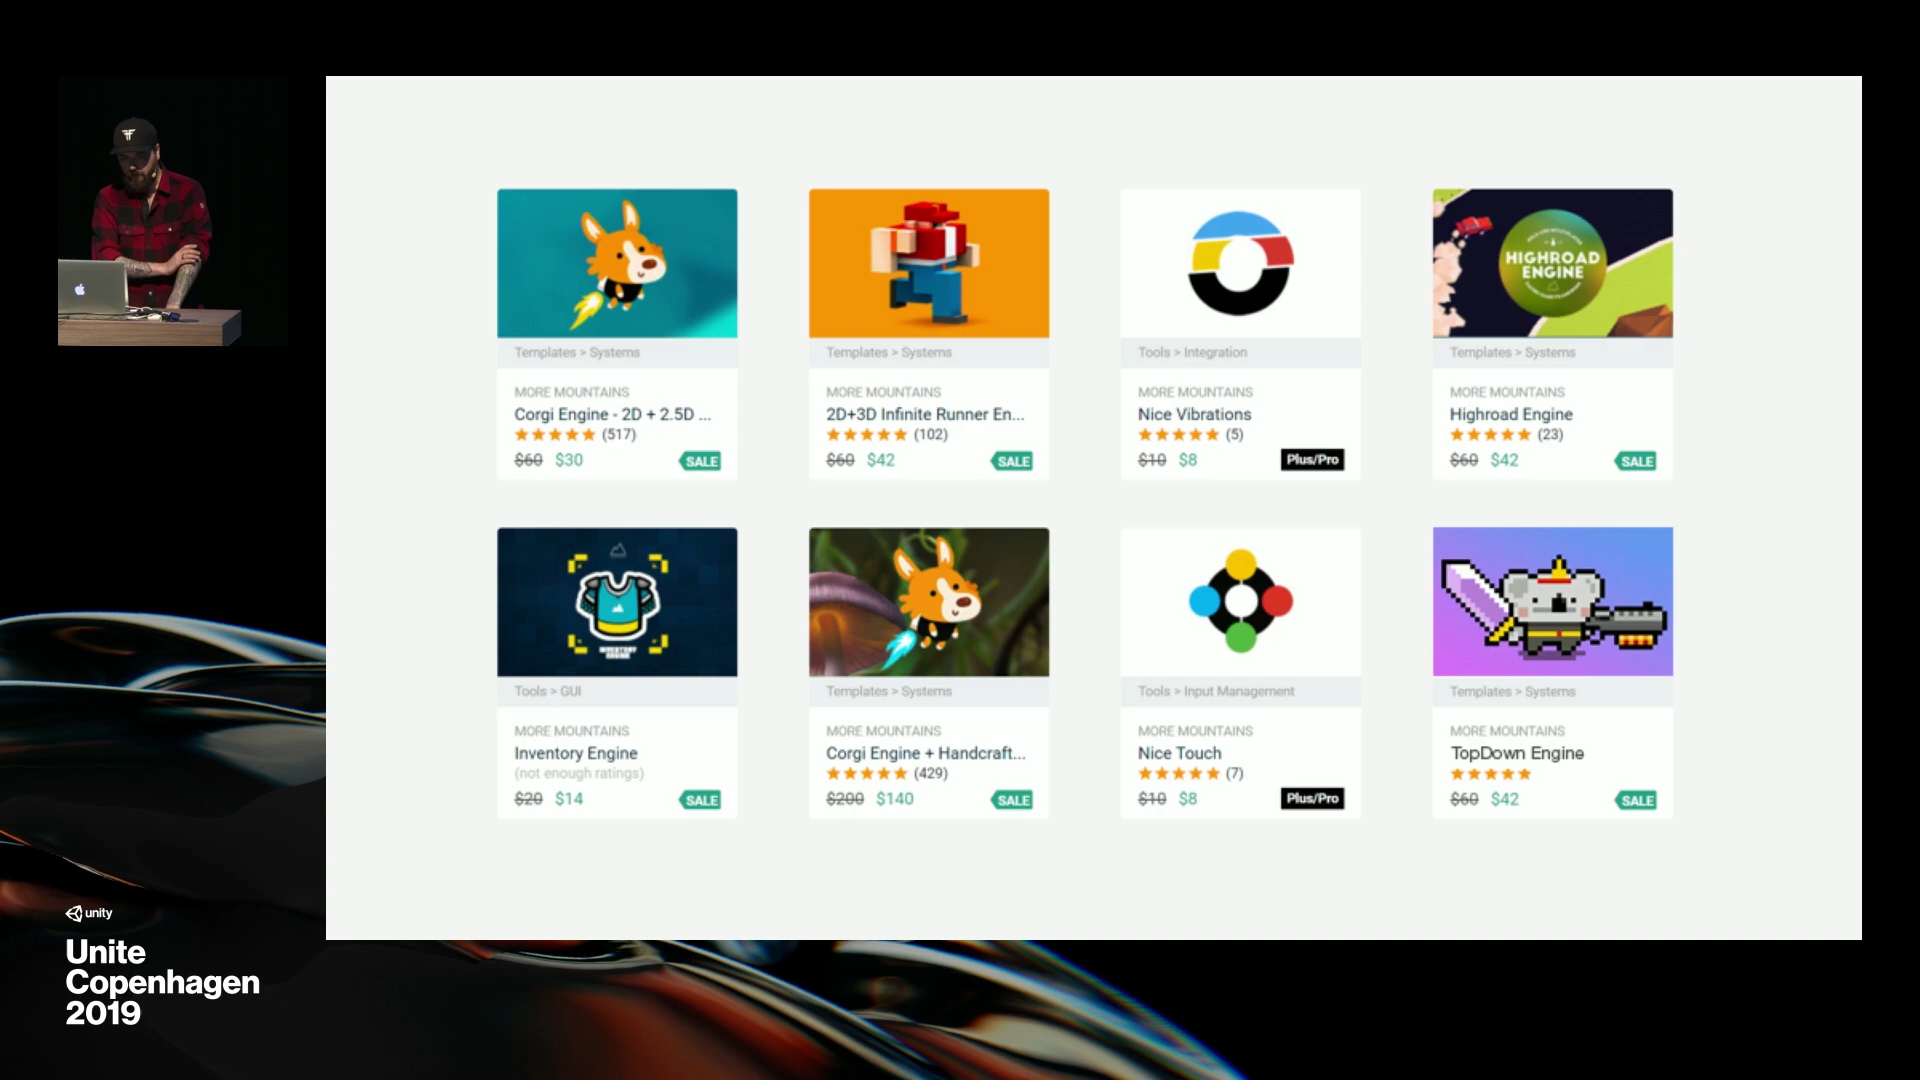 HIGHROAD
ENGINE
Templates > Systems
MORE MOUNTAINS
Corgi Engine - 2D + 2.5D ...
(517)
$60 $30
SALE
Templates > Systems
MORE MOUNTAINS
2D+3D Infinite Runner En...
(102)
$60 $42
SALE
Tools > Integration
MORE MOUNTAINS
Nice Vibrations
(5)
$10 $8
Plus/Pro
Templates > Systems
MORE MOUNTAINS
Highroad Engine
(23)
$60 $42
SALE
INVENTORY
ENGINE
Tools > GUI
MORE MOUNTAINS
Inventory Engine
(not enough ratings)
$20 $14
SALE
Templates > Systems
MORE MOUNTAINS
Corgi Engine + Handcraft...
(429)
$200 $140
SALE
Tools > Input Management
MORE MOUNTAINS
Nice Touch
(7)
$10 $8
Plus/Pro
Templates > Systems
MORE MOUNTAINS
TopDown Engine
$60 $42
SALE
unity
Unite
Copenhagen
2019